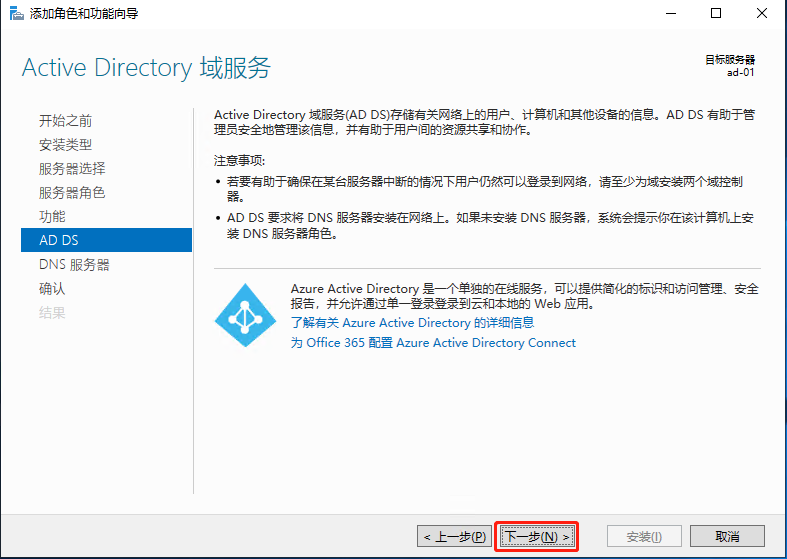 添加角色和功能向导
Active Directory 域服务
目标服务器
ad-01
开始之前
安装类型
服务器选择
服务器角色
功能
AD DS
DNS 服务器
确认
结果
Active Directory 域服务(AD DS)存储有关网络上的用户、计算机和其他设备的信息。AD DS 有助于管
理员安全地管理该信息，并有助于用户间的资源共享和协作。
注意事项:
• 若要有助于确保在某台服务器中断的情况下用户仍然可以登录到网络，请至少为域安装两个域控制
器。
• AD DS 要求将 DNS 服务器安装在网络上。如果未安装 DNS 服务器，系统会提示你在该计算机上安
装 DNS 服务器角色。
Azure Active Directory 是一个单独的在线服务，可以提供简化的标识和访问管理、安全
报告，并允许通过单一登录登录到云和本地的 Web 应用。
了解有关 Azure Active Directory 的详细信息
为 Office 365 配置 Azure Active Directory Connect
< 上一步(P)
下一步(N) >
安装(I)
取消